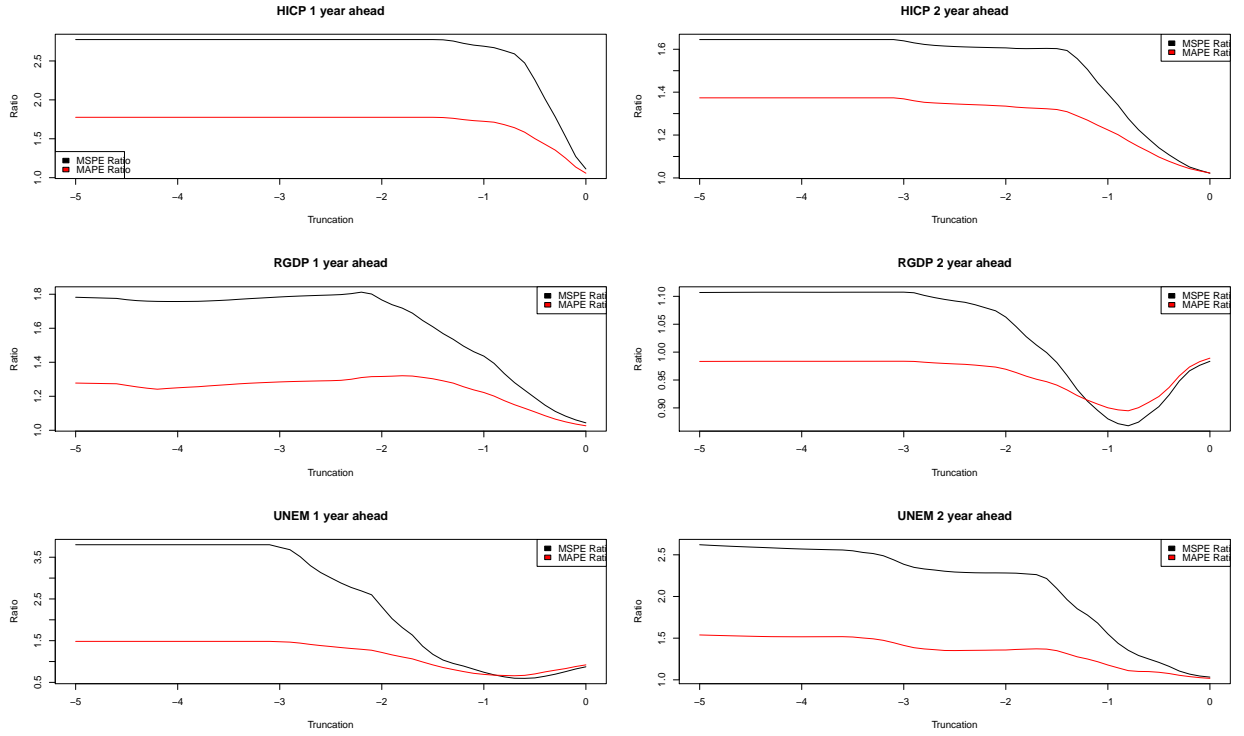 HICP 1 year ahead
Ratio
2.5
2.0
1.5
1.0
MSPE Ratio
MAPE Ratio
−5 −4 −3 −2 −1 0
Truncation
HICP 2 year ahead
Ratio
1.6
1.4
1.2
1.0
MSPE Rati
MAPE Rati
−5 −4 −3 −2 −1 0
Truncation
RGDP 1 year ahead
Ratio
1.8
1.6
1.4
1.2
1.0
MSPE Rati
MAPE Rati
−5 −4 −3 −2 −1 0
Truncation
RGDP 2 year ahead
Ratio
1.10
1.05
1.00
0.95
0.90
MSPE Rati
MAPE Rati
−5 −4 −3 −2 −1 0
Truncation
UNEM 1 year ahead
Ratio
3.5
2.5
1.5
0.5
MSPE Rati
MAPE Rati
−5 −4 −3 −2 −1 0
Truncation
UNEM 2 year ahead
Ratio
2.5
2.0
1.5
1.0
MSPE Rati
MAPE Rati
−5 −4 −3 −2 −1 0
Truncation